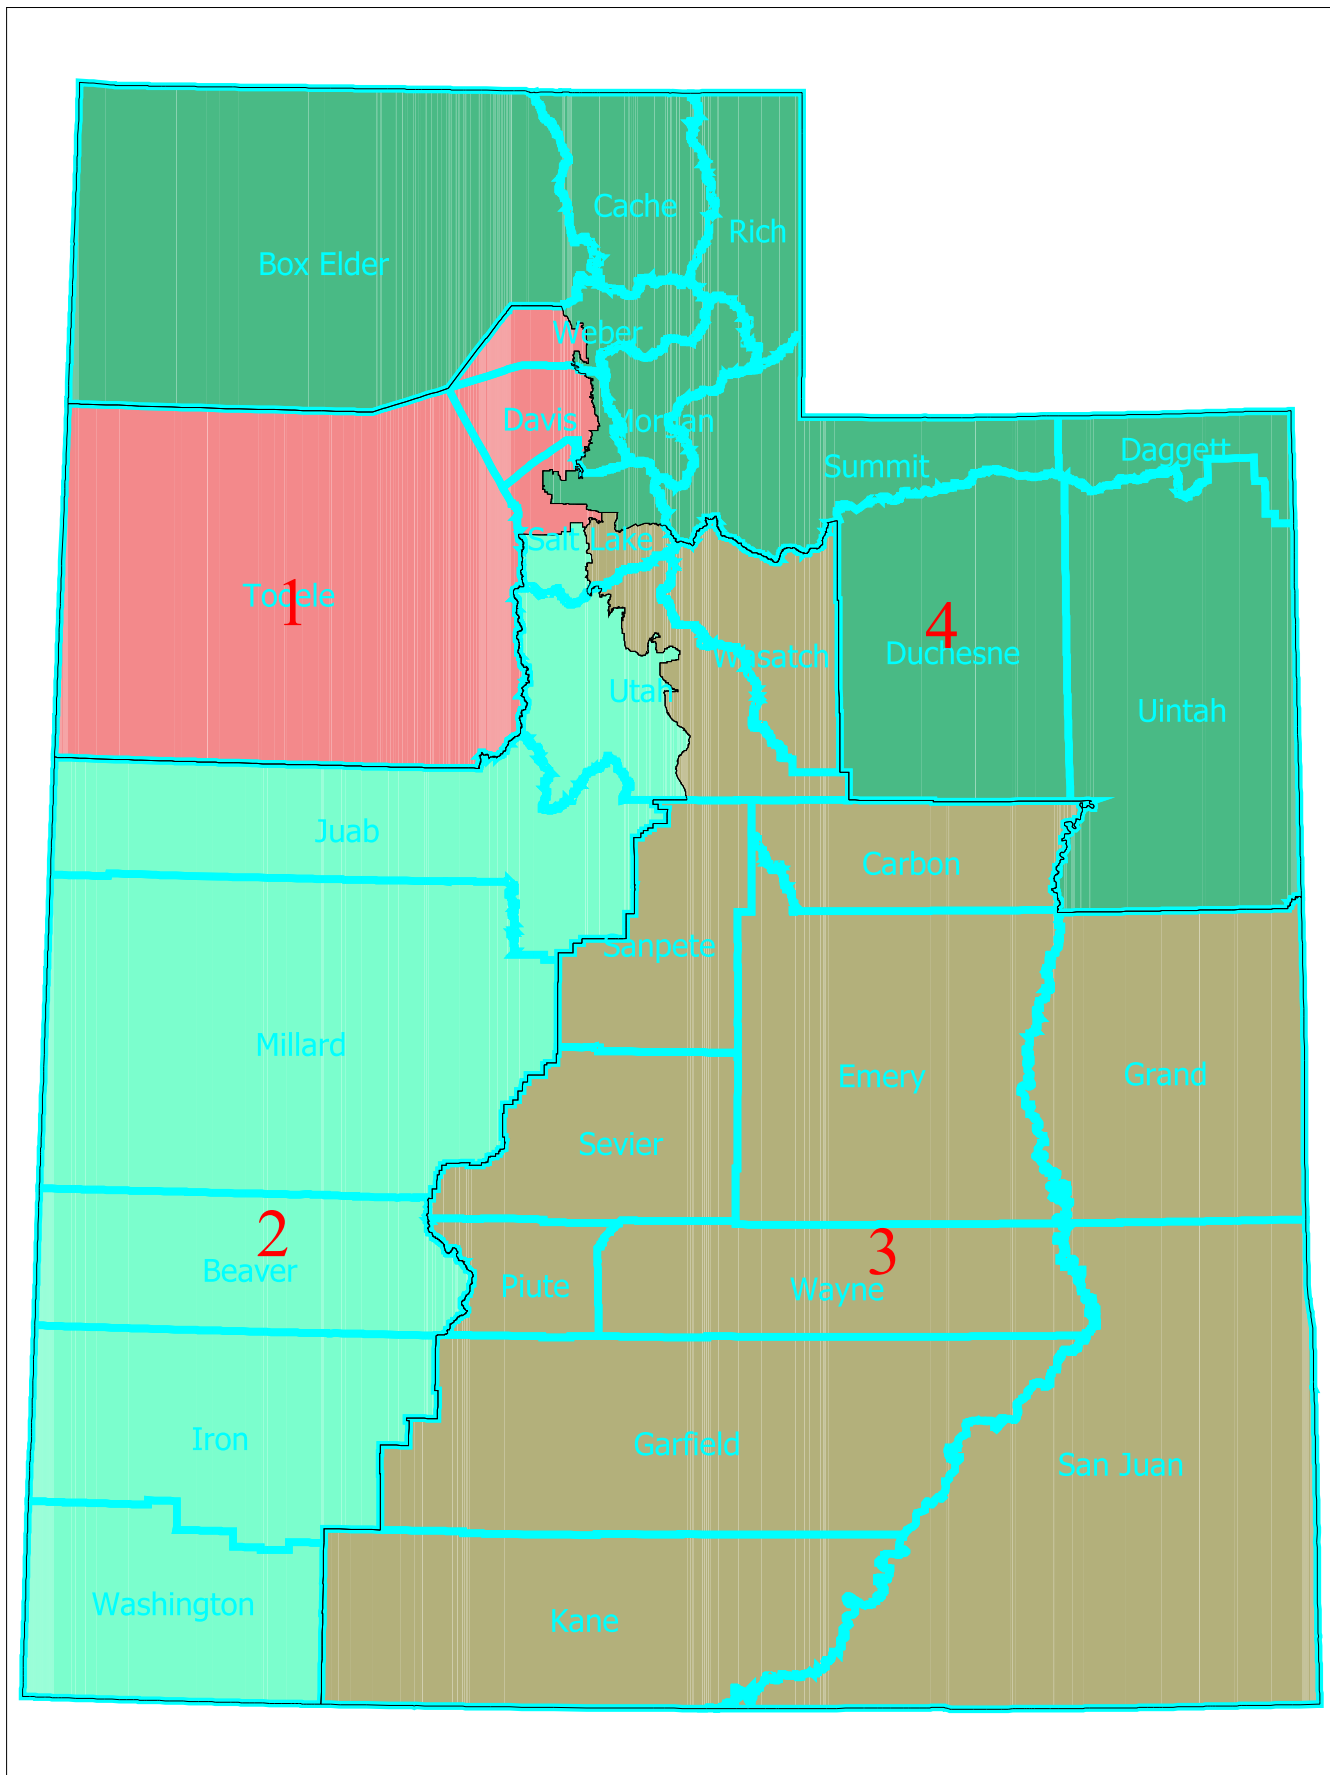 Cache
Rich
Box Elder
Weber
Davis
Morgan
Summit
Daggett
Salt Lake
Tooele
1
4
Duchesne
Wasatch
Utah
Uintah
Juab
Carbon
Sanpete
Millard
Emery
Grand
Sevier
2
3
Beaver
Piute
Wayne
Iron
Garfield
San Juan
Washington
Kane